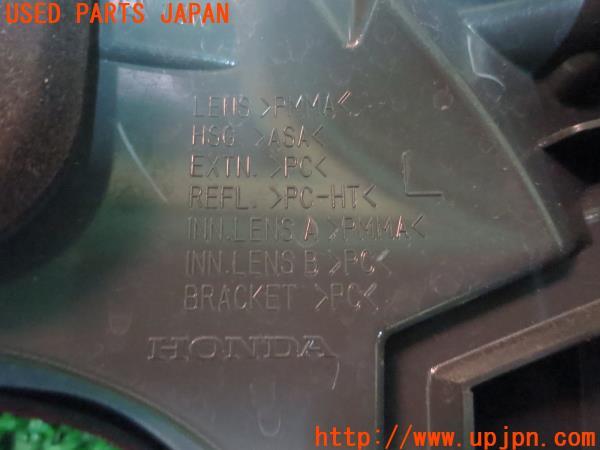 USED PARTS JAPAN
LENS >PMMA<
HSG. >ASA<
EXTN. >PC<
REFL. >PC-HT<
L
INN.LENS A >PMMA<
INN.LENS B >PC<
BRACKET >PC<
HONDA
UPJ
http://www.upjpn.com/